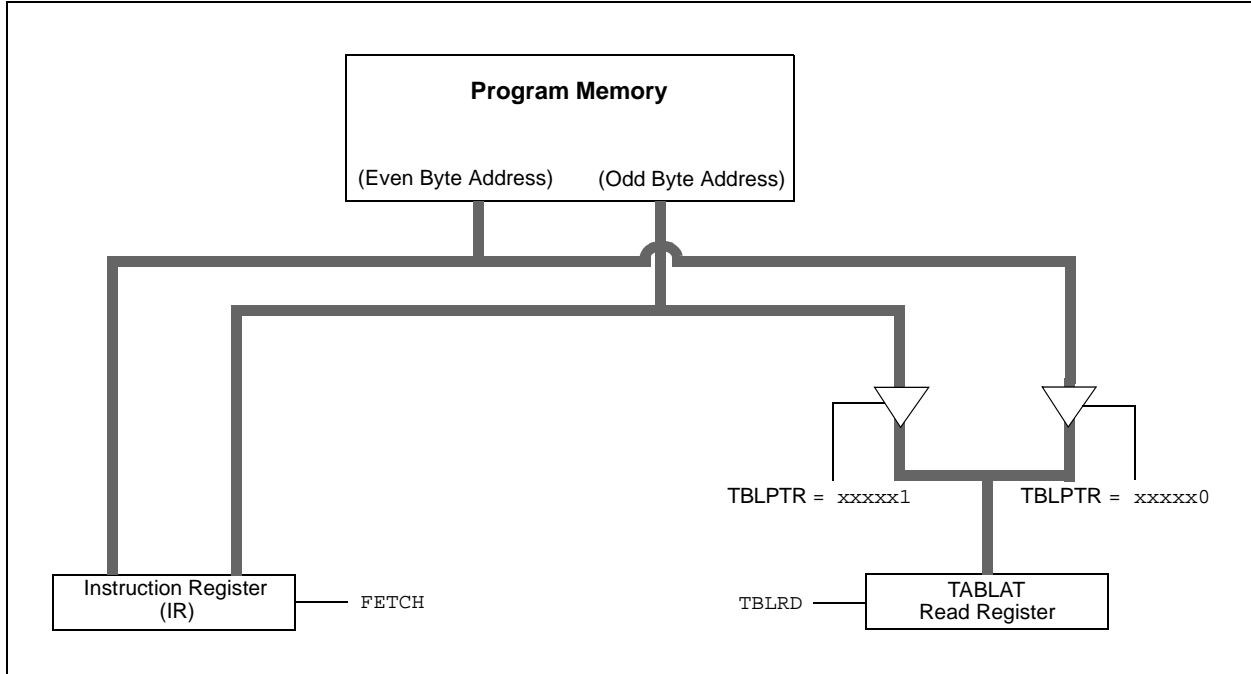 Program Memory
(Even Byte Address) (Odd Byte Address)
TBLPTR = xxxxx1
TBLPTR = xxxxx0
Instruction Register
(IR)
FETCH
TBLRD
TABLAT
Read Register